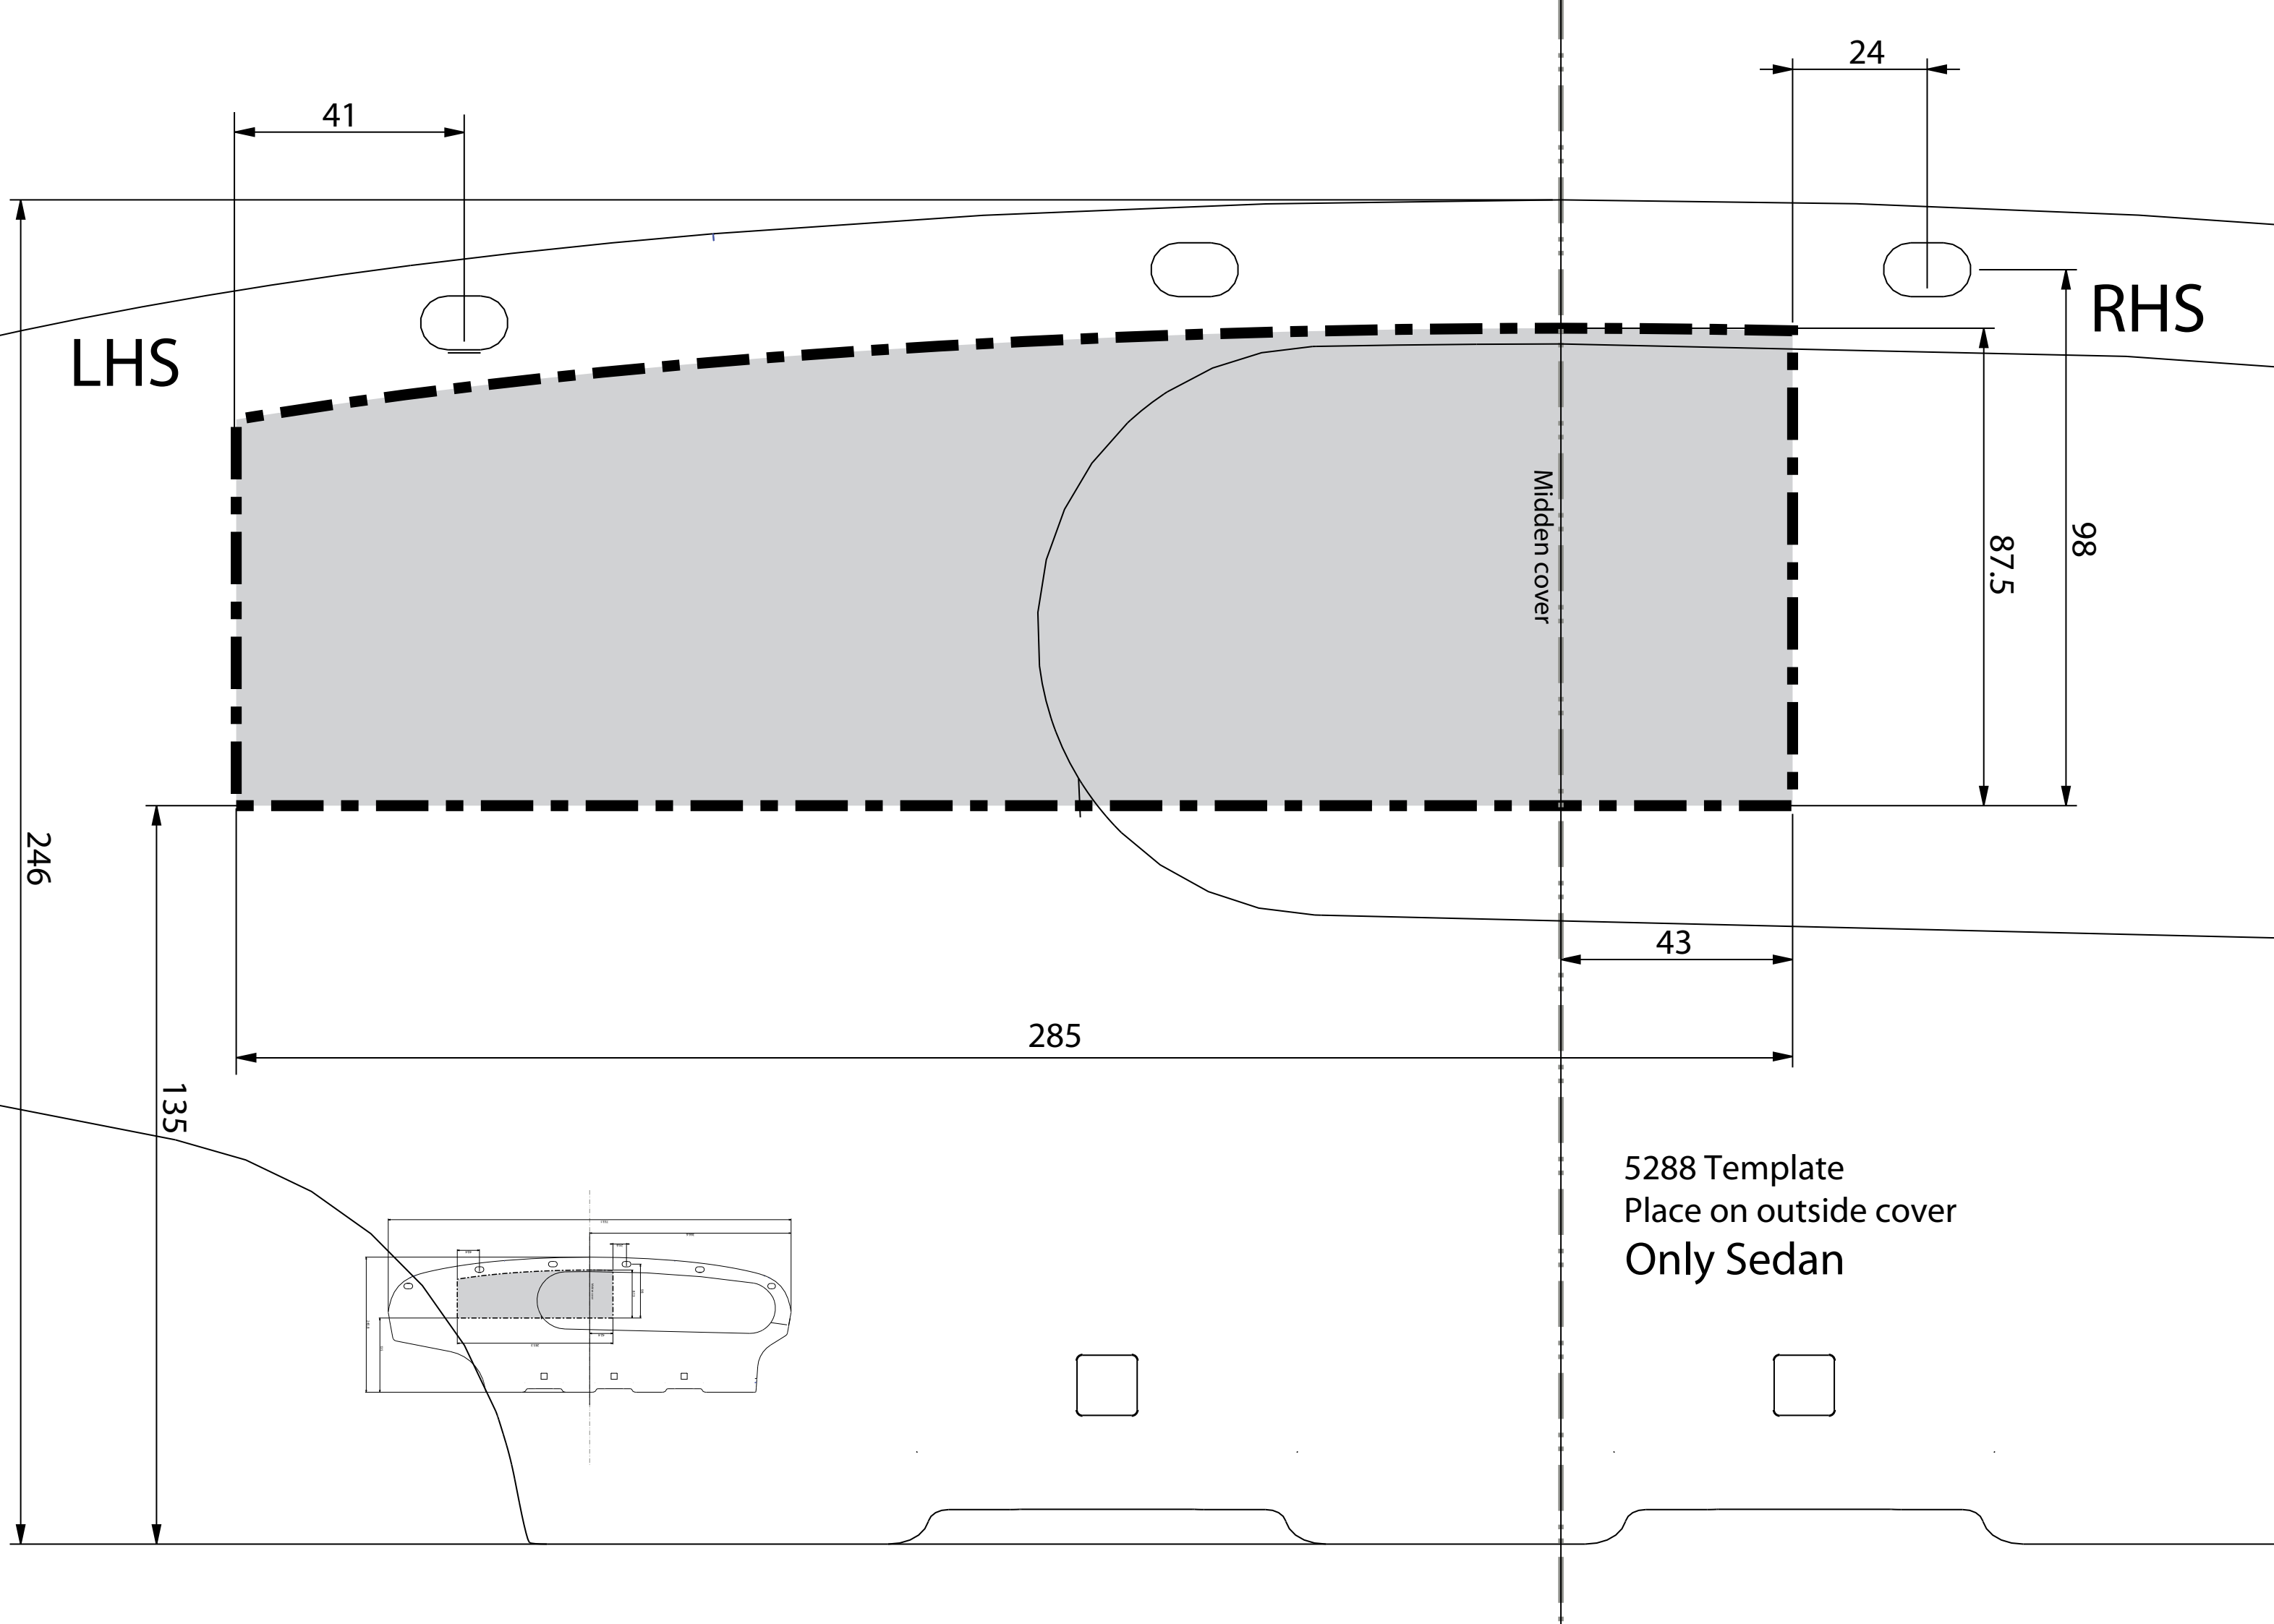 24
41
RHS
LHS
Midden cover
87.5
98
246
43
285
135
5288 Template
Place on outside cover
Only Sedan